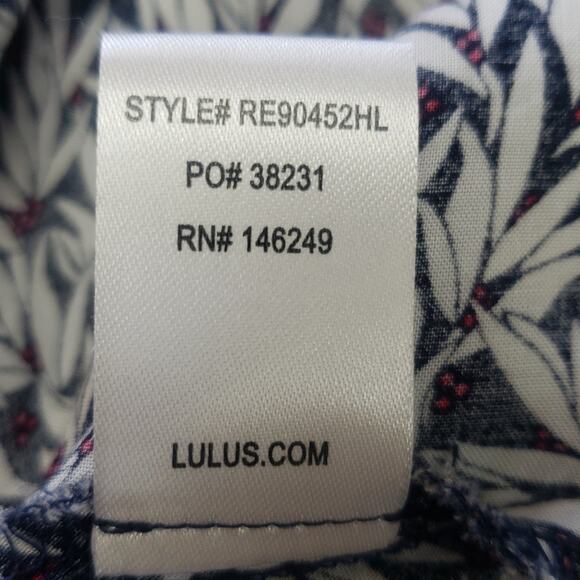 STYLE# RE90452HL
PO# 38231
RN# 146249
LULUS.COM